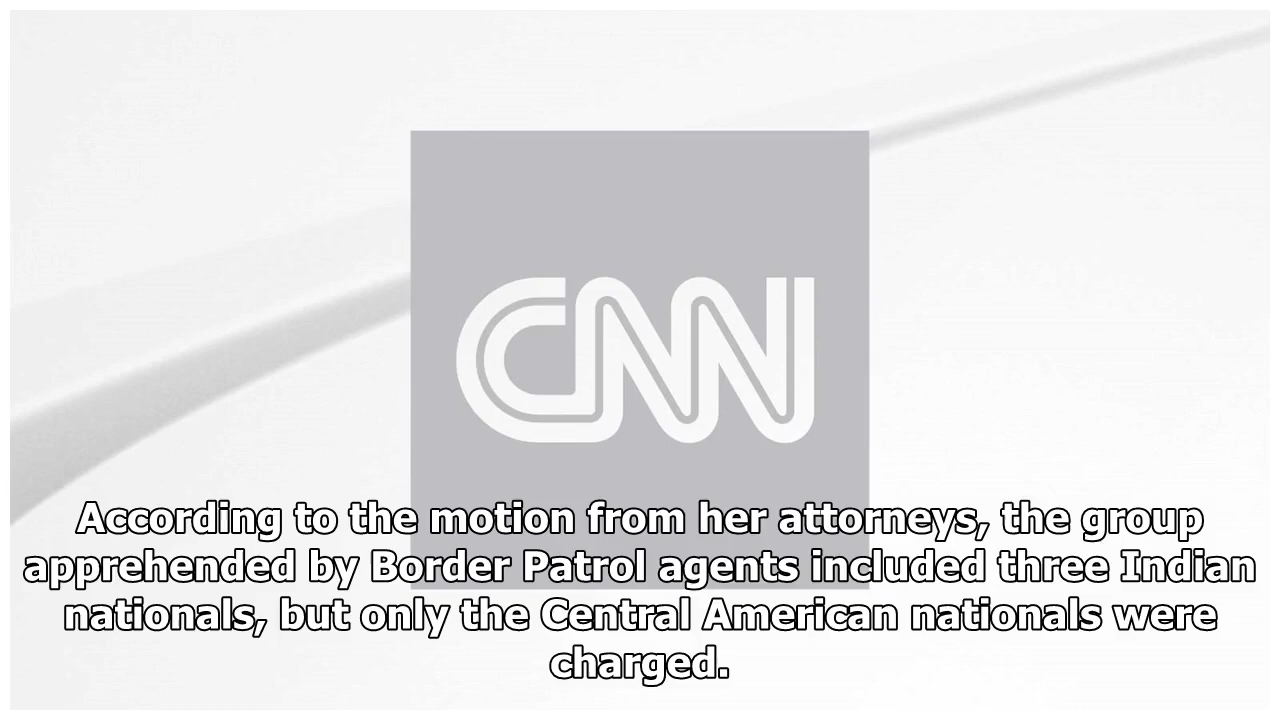 CNN
According to the motion from her attorneys, the group
apprehended by Border Patrol agents included three Indian
nationals, but only the Central American nationals were
charged.